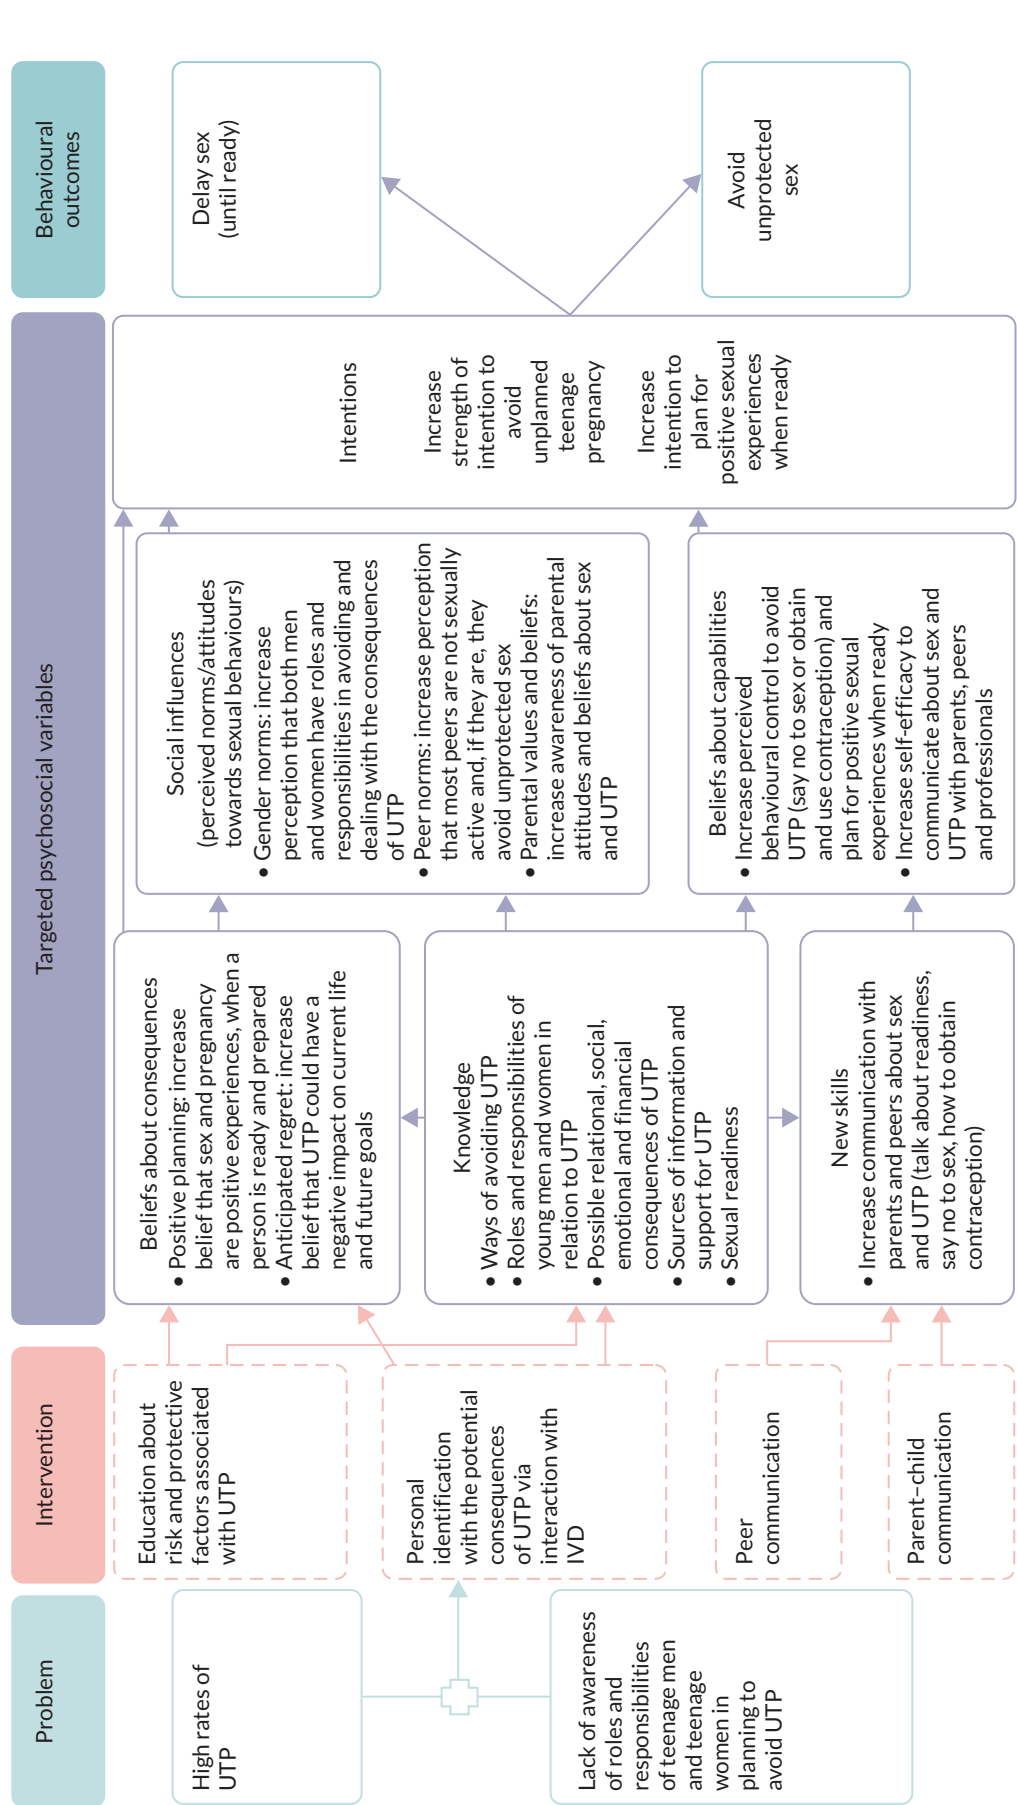 Problem
High rates of
UTP
Lack of awareness
of roles and
responsibilities
of teenage men
and teenage
women in
planning to
avoid UTP
Intervention
Education about
risk and protective
factors associated
with UTP
Personal
identification
with the potential
consequences
of UTP via
interaction with
IVD
Peer
communication
Parent–child
communication
Targeted psychosocial variables
Beliefs about consequences
• Positive planning: increase
belief that sex and pregnancy
are positive experiences, when a
person is ready and prepared
• Anticipated regret: increase
belief that UTP could have a
negative impact on current life
and future goals
Knowledge
• Ways of avoiding UTP
• Roles and responsibilities of
young men and women in
relation to UTP
• Possible relational, social,
emotional and financial
consequences of UTP
• Sources of information and
support for UTP
• Sexual readiness
New skills
• Increase communication with
parents and peers about sex
and UTP (talk about readiness,
say no to sex, how to obtain
contraception)
Social influences
(perceived norms/attitudes
towards sexual behaviours)
• Gender norms: increase
perception that both men
and women have roles and
responsibilities in avoiding and
dealing with the consequences
of UTP
• Peer norms: increase perception
that most peers are not sexually
active and, if they are, they
avoid unprotected sex
• Parental values and beliefs:
increase awareness of parental
attitudes and beliefs about sex
and UTP
Beliefs about capabilities
• Increase perceived
behavioural control to avoid
UTP (say no to sex or obtain
and use contraception) and
plan for positive sexual
experiences when ready
• Increase self-efficacy to
communicate about sex and
UTP with parents, peers
and professionals
Intentions
Increase
strength of
intention to
avoid
unplanned
teenage
pregnancy
Increase
intention to
plan for
positive sexual
experiences
when ready
Behavioural
outcomes
Delay sex
(until ready)
Avoid
unprotected
sex